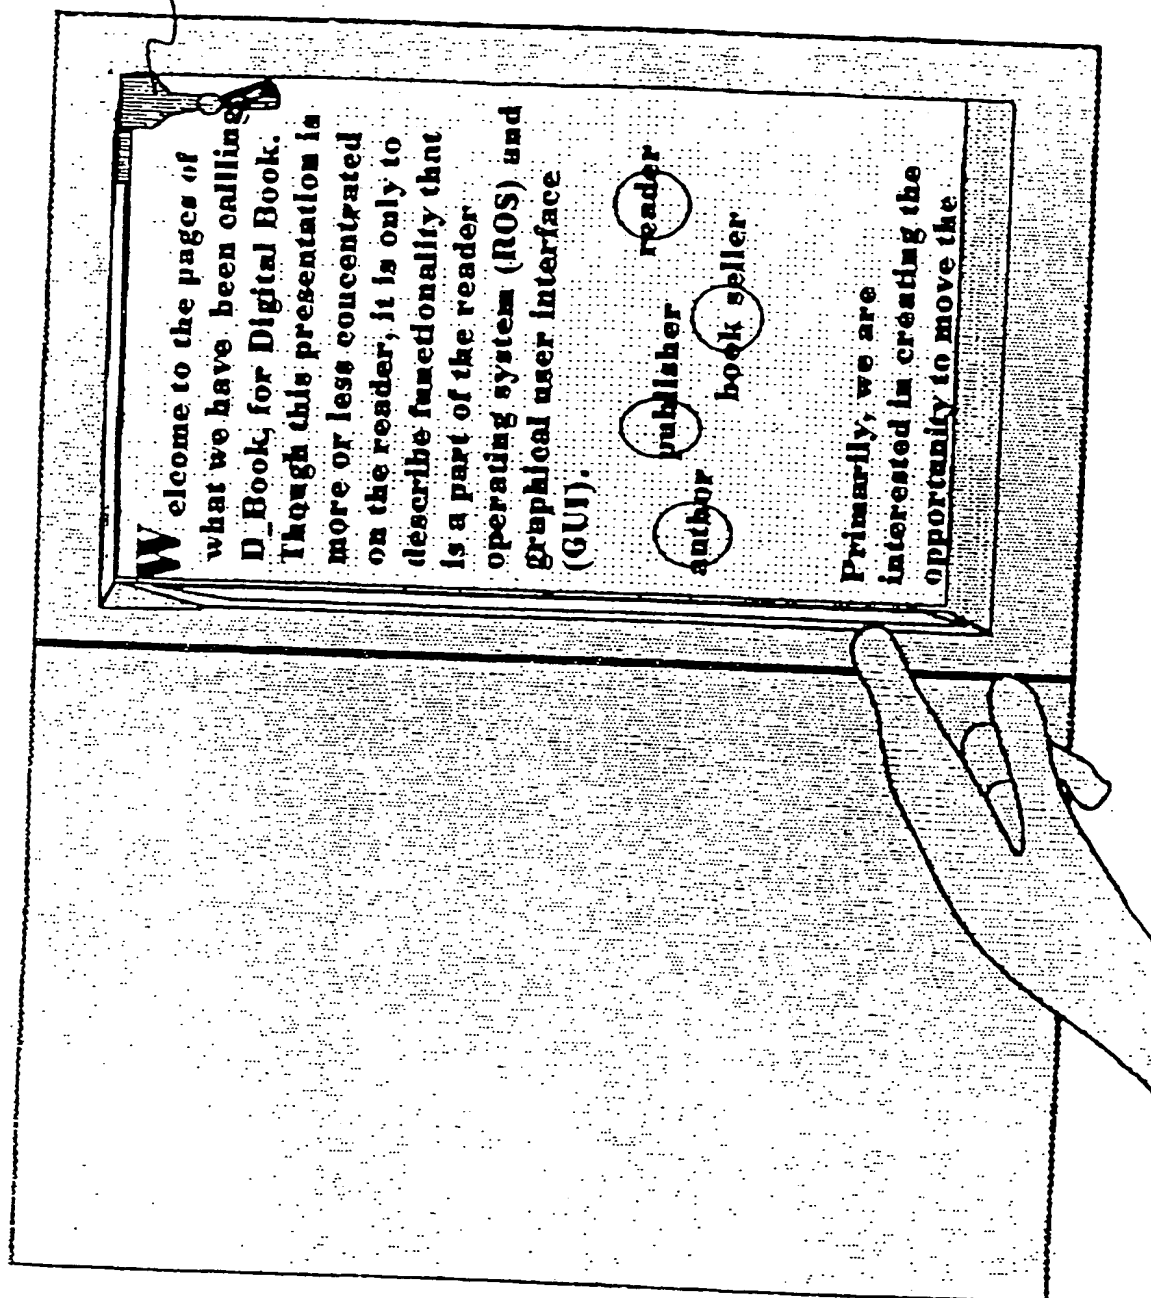 Welcome to the pages of
what we have been callling
D_Book, for Digital Book.
Though this presentation is
more or less concentrated
on the reader, it is only to
describe functionality that
is a part of the reader
operating system (ROS) and
graphical user interface
(GUI).
reader
publisher
book seller
author
Primarily, we are
interested in creating the
opportunity to move the